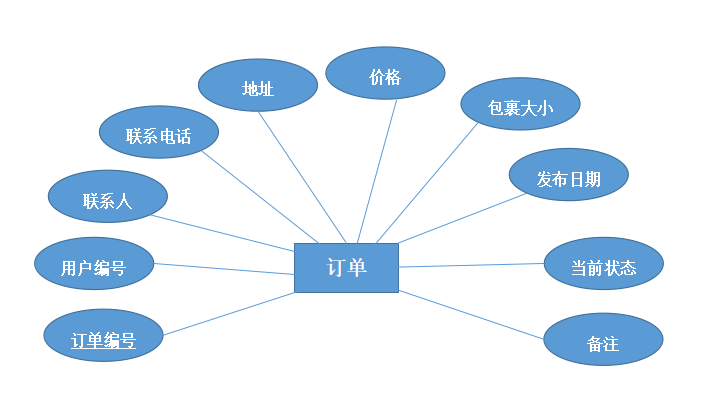 价格
地址
包裹大小
联系电话
发布日期
联系人
用户编号
订单
当前状态
订单编号
备注